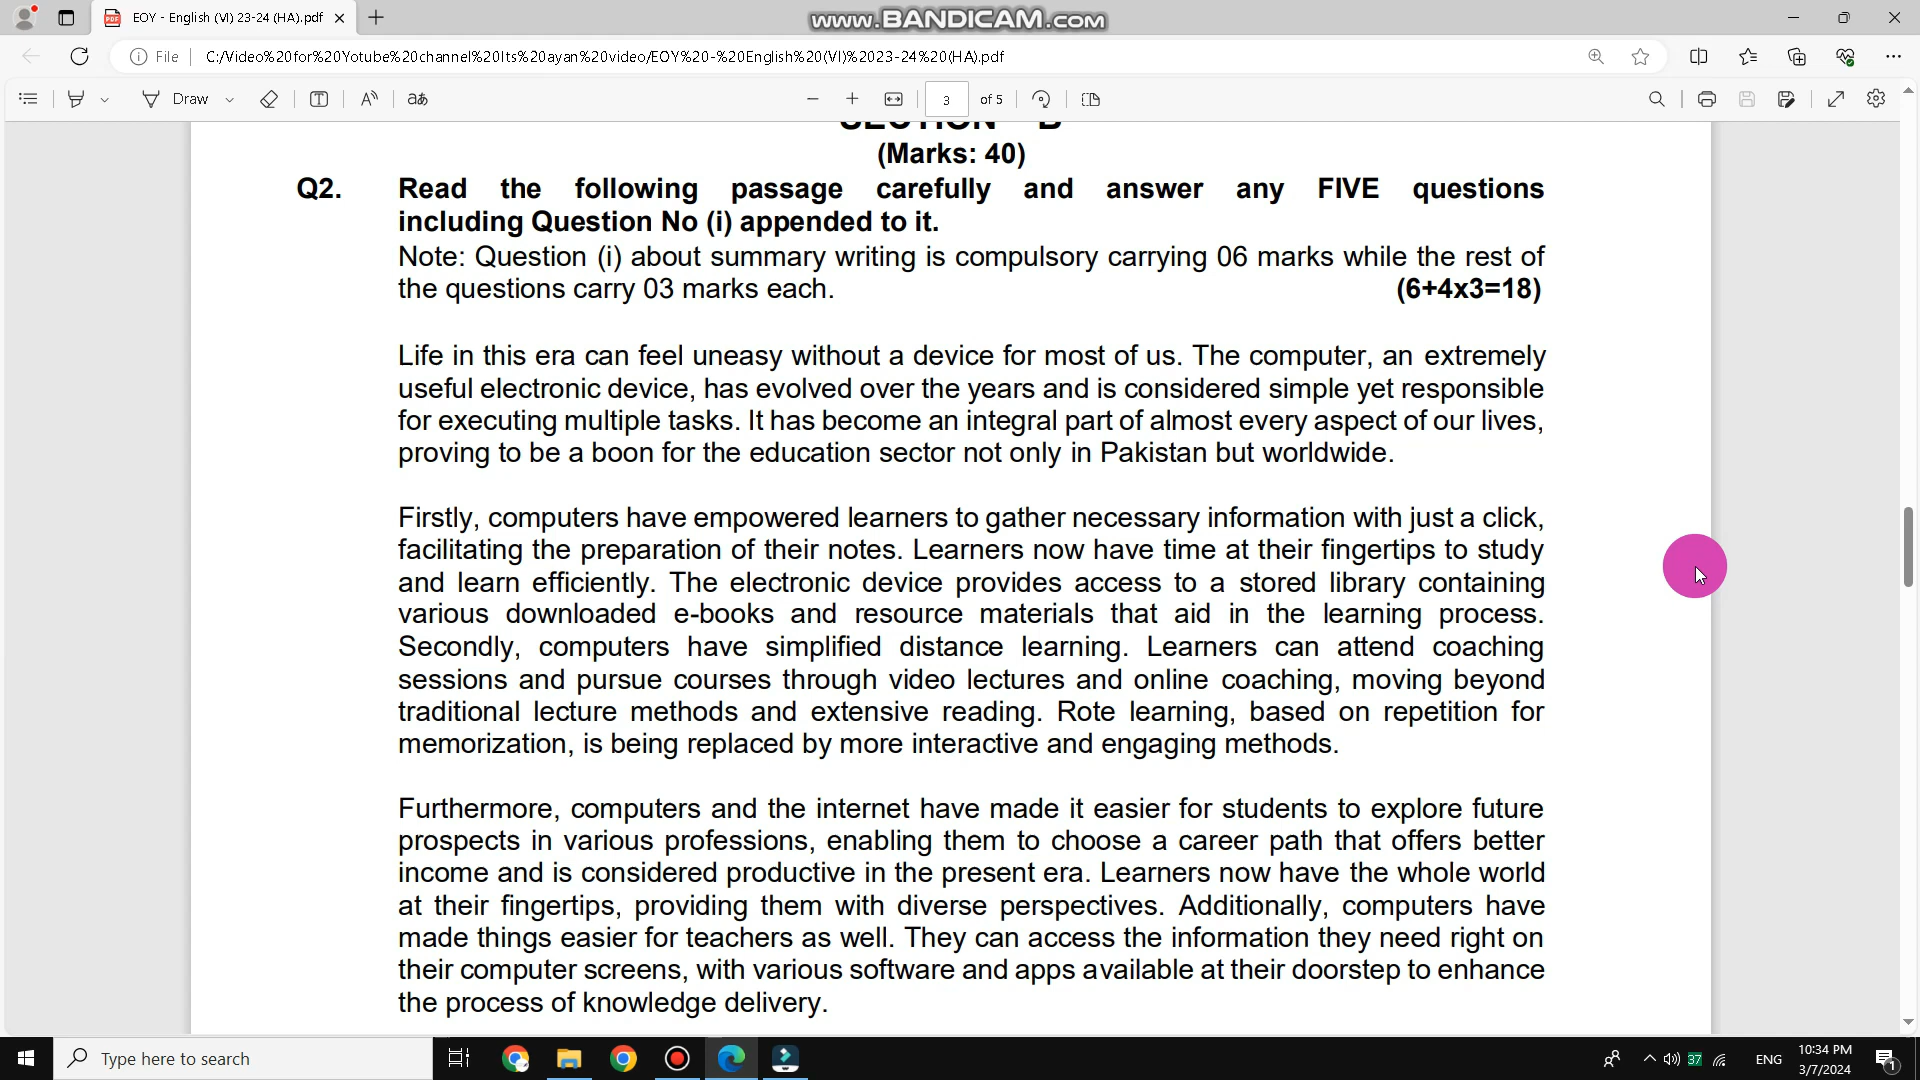 EOY - English (VI) 23-24 (HA).pdf
www.BANDICAM.com
File
C:/Video%20for%20Yotube%20channel%20Its%20ayan%20video/EOY%20-%20English%20(VI)%2023-24%20(HA).pdf
Draw
3 of 5
SECTION - B
(Marks: 40)
Q2. Read the following passage carefully and answer any FIVE questions
including Question No (i) appended to it.
Note: Question (i) about summary writing is compulsory carrying 06 marks while the rest of
the questions carry 03 marks each. (6+4x3=18)
Life in this era can feel uneasy without a device for most of us. The computer, an extremely
useful electronic device, has evolved over the years and is considered simple yet responsible
for executing multiple tasks. It has become an integral part of almost every aspect of our lives,
proving to be a boon for the education sector not only in Pakistan but worldwide.
Firstly, computers have empowered learners to gather necessary information with just a click,
facilitating the preparation of their notes. Learners now have time at their fingertips to study
and learn efficiently. The electronic device provides access to a stored library containing
various downloaded e-books and resource materials that aid in the learning process.
Secondly, computers have simplified distance learning. Learners can attend coaching
sessions and pursue courses through video lectures and online coaching, moving beyond
traditional lecture methods and extensive reading. Rote learning, based on repetition for
memorization, is being replaced by more interactive and engaging methods.
Furthermore, computers and the internet have made it easier for students to explore future
prospects in various professions, enabling them to choose a career path that offers better
income and is considered productive in the present era. Learners now have the whole world
at their fingertips, providing them with diverse perspectives. Additionally, computers have
made things easier for teachers as well. They can access the information they need right on
their computer screens, with various software and apps available at their doorstep to enhance
the process of knowledge delivery.
Type here to search
37
ENG
10:34 PM
3/7/2024
1